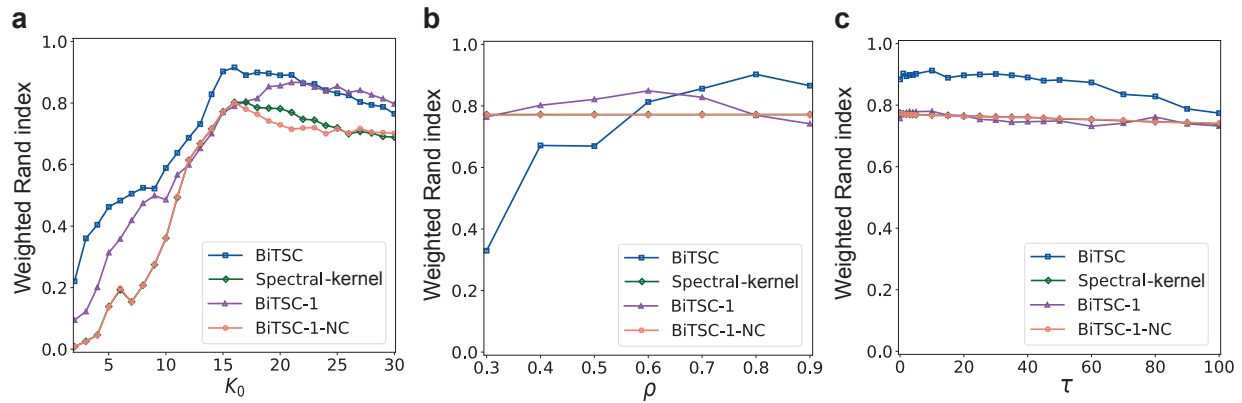 a
Weighted Rand index
1.0
0.8
0.6
0.4
0.2
0.0
5
10
15
20
25
30
K₀
BiTSC
Spectral-kernel
BiTSC-1
BiTSC-1-NC
b
Weighted Rand index
1.0
0.8
0.6
0.4
0.2
0.0
0.3
0.4
0.5
0.6
0.7
0.8
0.9
ρ
BiTSC
Spectral-kernel
BiTSC-1
BiTSC-1-NC
c
Weighted Rand index
1.0
0.8
0.6
0.4
0.2
0.0
0
20
40
60
80
100
τ
BiTSC
Spectral-kernel
BiTSC-1
BiTSC-1-NC